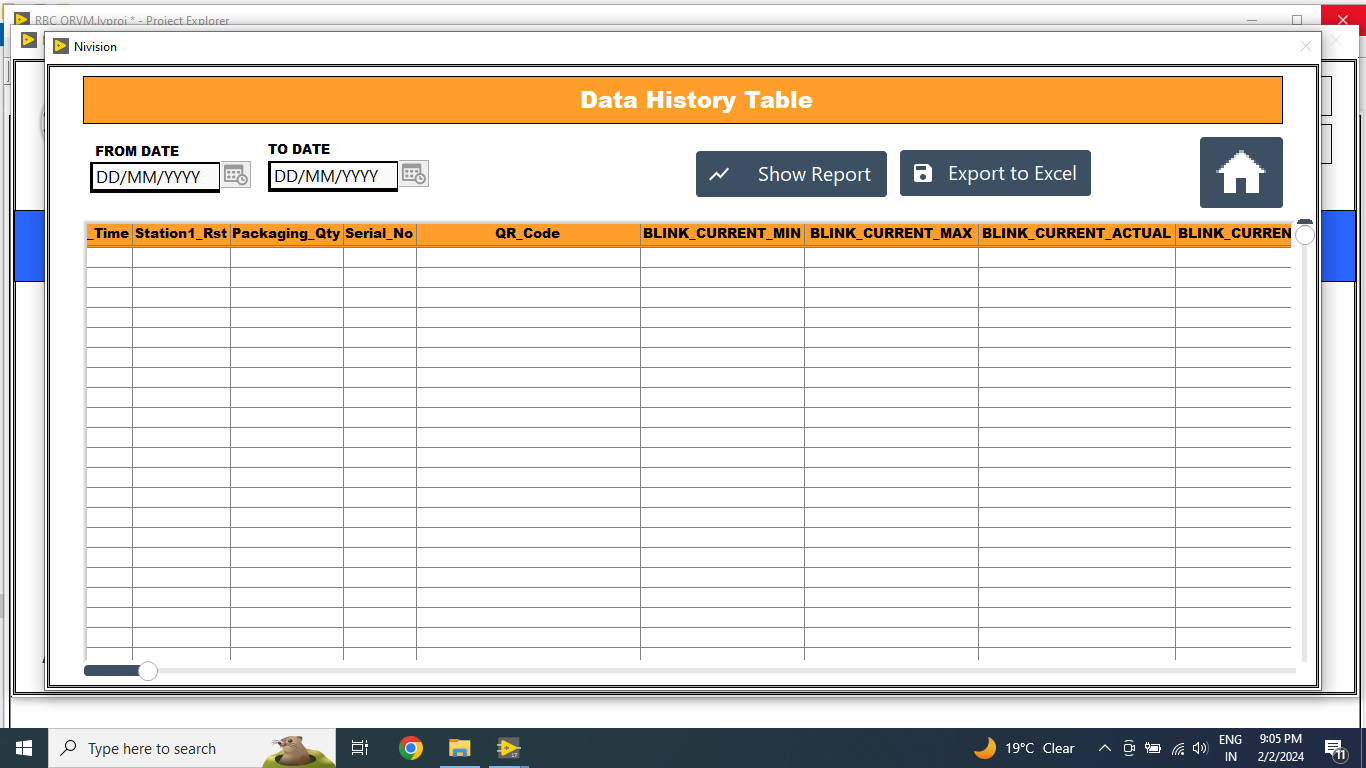 RBC ORVM.lvproj * - Project Explorer
Nivision
Data History Table
FROM DATE
TO DATE
DD/MM/YYYY
DD/MM/YYYY
Show Report
Export to Excel
_Time Station1_Rst Packaging_Qty Serial_No QR_Code BLINK_CURRENT_MIN BLINK_CURRENT_MAX BLINK_CURRENT_ACTUAL BLINK_CURREN
Type here to search
19°C Clear
ENG
IN
9:05 PM
2/2/2024
11